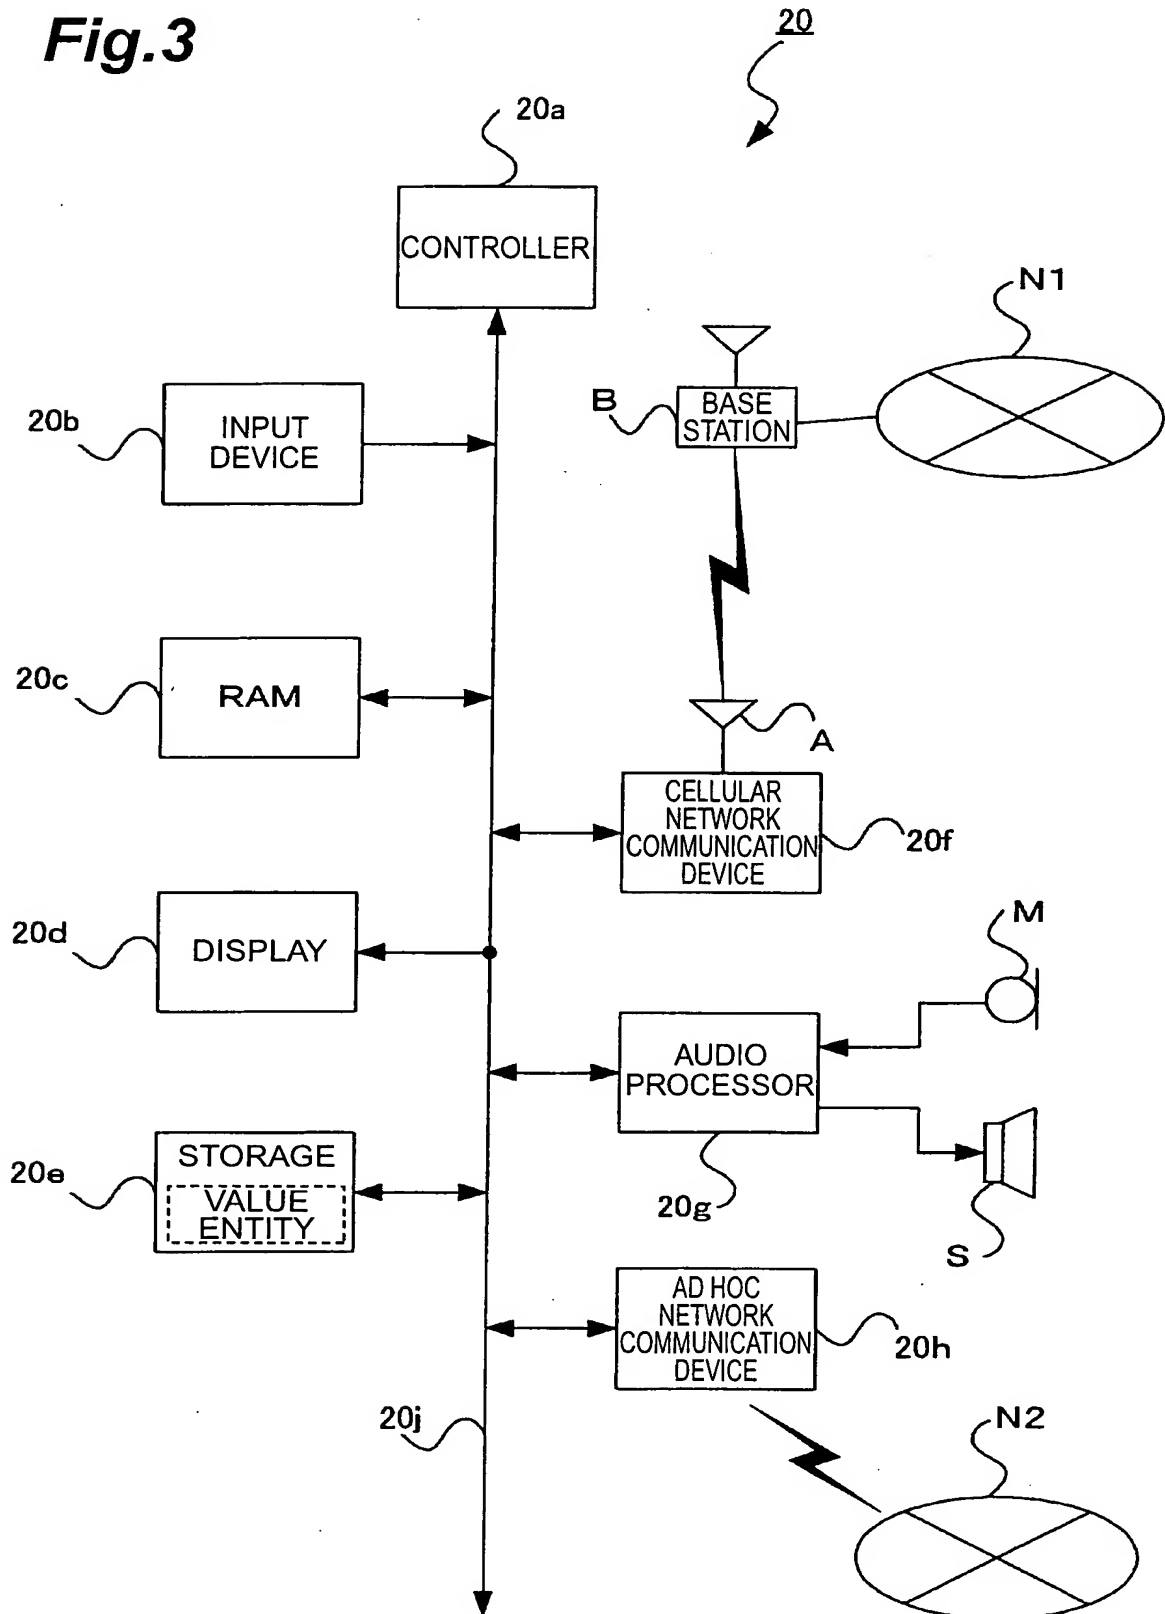 Fig.3
20
20a
CONTROLLER
N1
B
BASE
STATION
20b
INPUT
DEVICE
20c
RAM
A
CELLULAR
NETWORK
COMMUNICATION
DEVICE
20f
20d
DISPLAY
M
AUDIO
PROCESSOR
20g
S
20e
STORAGE
VALUE
ENTITY
AD HOC
NETWORK
COMMUNICATION
DEVICE
20h
20j
N2